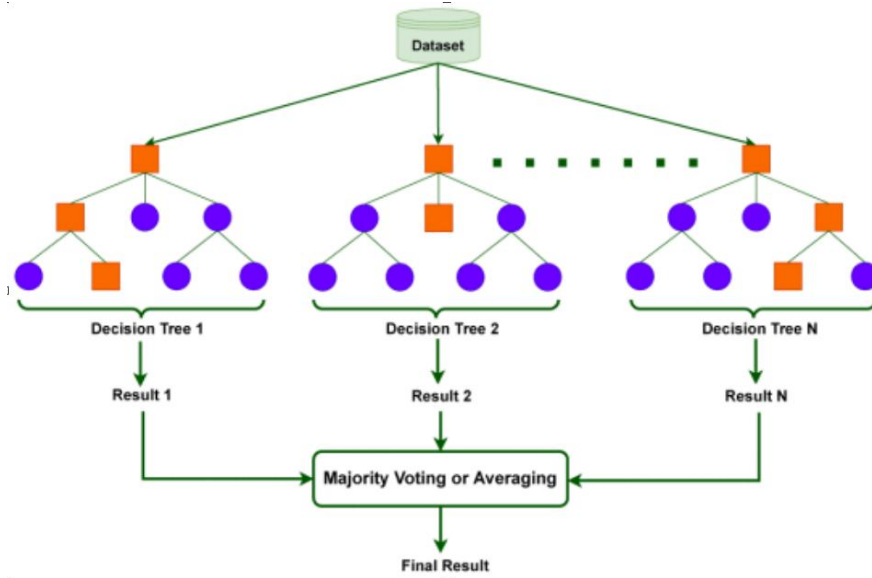 Dataset
Decision Tree 1
Decision Tree 2
Decision Tree N
Result 1
Result 2
Result N
Majority Voting or Averaging
Final Result